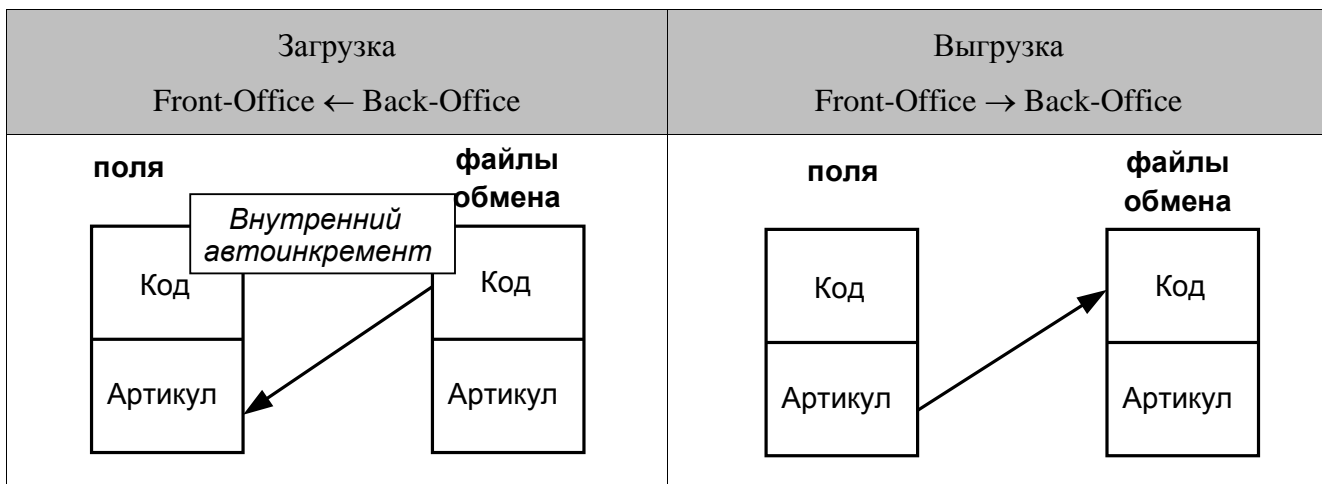 Загрузка
Front-Office ← Back-Office
Выгрузка
Front-Office → Back-Office
поля
файлы
обмена
Внутренний
автоинкремент
Код
Код
Артикул
Артикул
поля
файлы
обмена
Код
Код
Артикул
Артикул